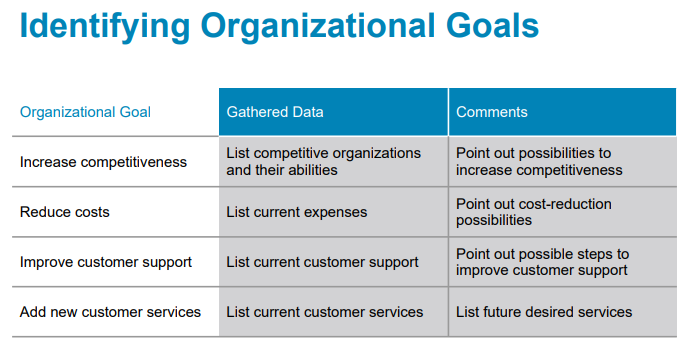 Identifying Organizational Goals
Organizational Goal
Gathered Data
Comments
Increase competitiveness
List competitive organizations
and their abilities
Point out possibilities to
increase competitiveness
Reduce costs
List current expenses
Point out cost-reduction
possibilities
Improve customer support
List current customer support
Point out possible steps to
improve customer support
Add new customer services
List current customer services
List future desired services